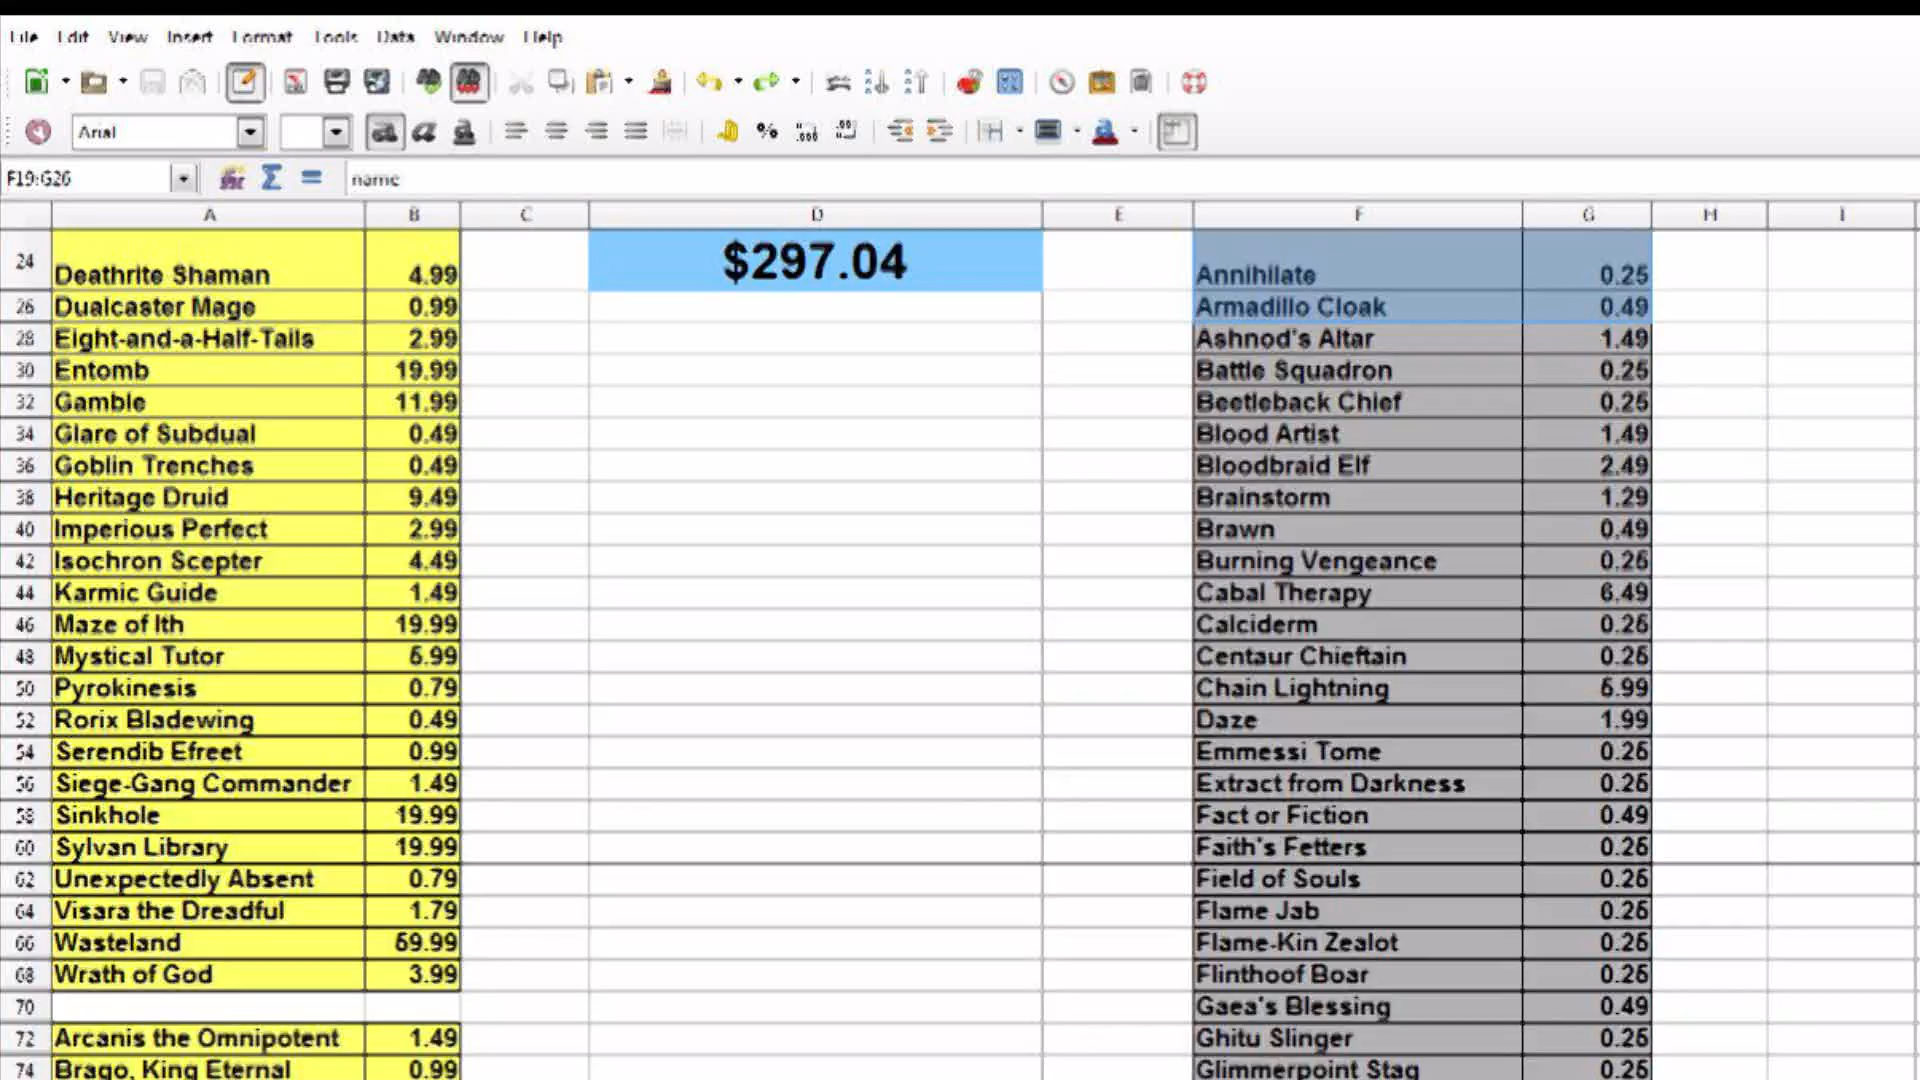 File Edit View Insert Format Tools Data Window Help
Arial
F19:G26 name
A B C D E F G H I
24 Deathrite Shaman 4.99 $297.04 Annihilate 0.25
26 Dualcaster Mage 0.99 Armadillo Cloak 0.49
28 Eight-and-a-Half-Tails 2.99 Ashnod's Altar 1.49
30 Entomb 19.99 Battle Squadron 0.25
32 Gamble 11.99 Beetleback Chief 0.25
34 Glare of Subdual 0.49 Blood Artist 1.49
36 Goblin Trenches 0.49 Bloodbraid Elf 2.49
38 Heritage Druid 9.49 Brainstorm 1.29
40 Imperious Perfect 2.99 Brawn 0.49
42 Isochron Scepter 4.49 Burning Vengeance 0.25
44 Karmic Guide 1.49 Cabal Therapy 6.49
46 Maze of Ith 19.99 Calciderm 0.25
48 Mystical Tutor 5.99 Centaur Chieftain 0.25
50 Pyrokinesis 0.79 Chain Lightning 5.99
52 Rorix Bladewing 0.49 Daze 1.99
54 Serendib Efreet 0.99 Emmessi Tome 0.25
56 Siege-Gang Commander 1.49 Extract from Darkness 0.25
58 Sinkhole 19.99 Fact or Fiction 0.49
60 Sylvan Library 19.99 Faith's Fetters 0.25
62 Unexpectedly Absent 0.79 Field of Souls 0.25
64 Visara the Dreadful 1.79 Flame Jab 0.25
66 Wasteland 59.99 Flame-Kin Zealot 0.25
68 Wrath of God 3.99 Flinthoof Boar 0.25
70 Gaea's Blessing 0.49
72 Arcanis the Omnipotent 1.49 Ghitu Slinger 0.25
74 Brago, King Eternal 0.99 Glimmerpoint Stag 0.25